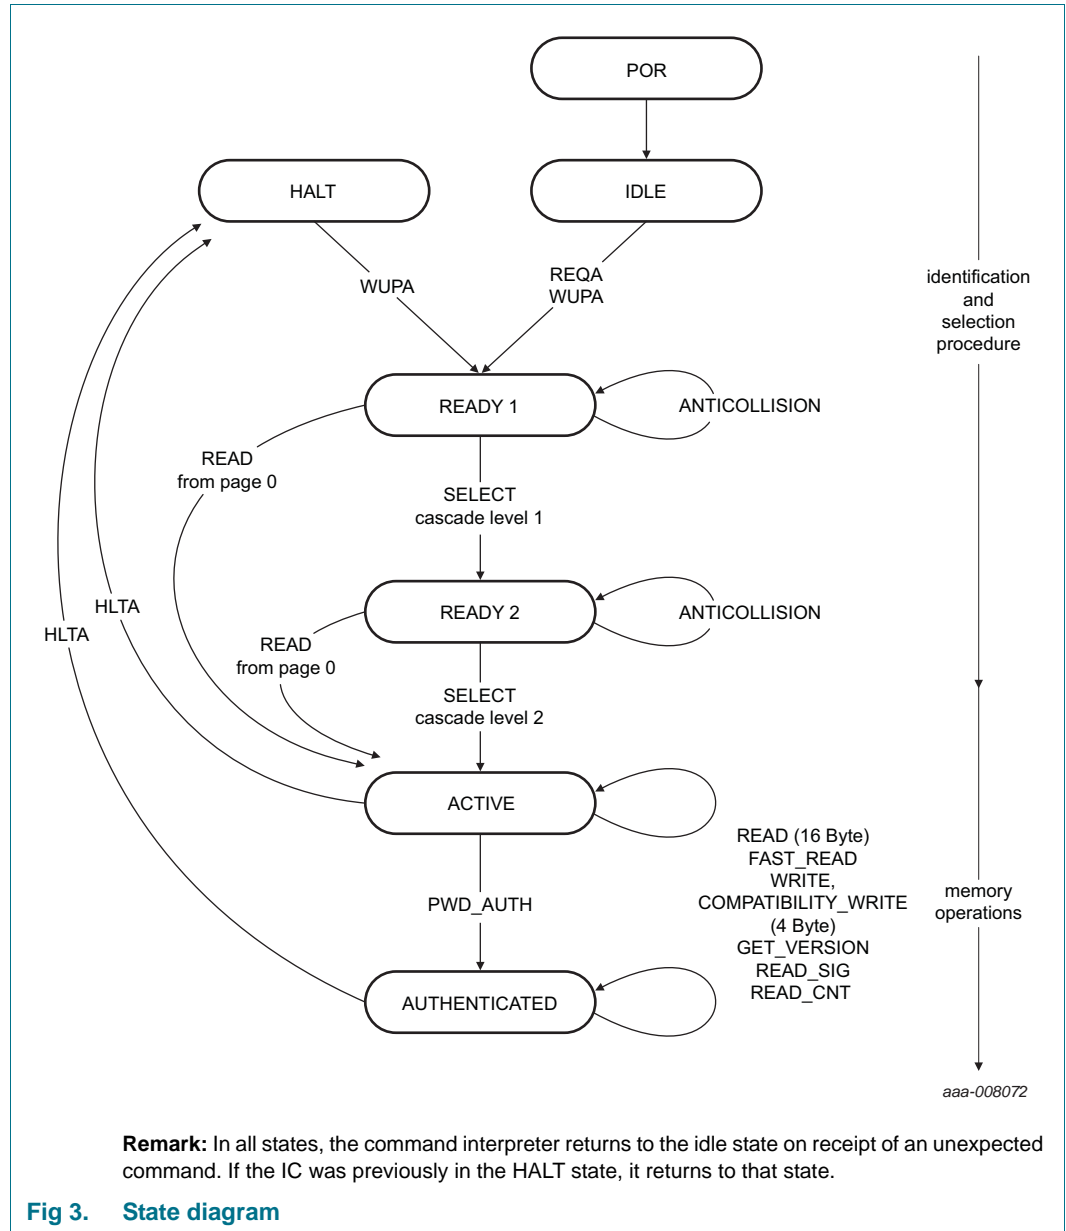 POR
HALT
IDLE
WUPA
REQA
WUPA
identification
and
selection
procedure
READY 1
ANTICOLLISION
READ
from page 0
SELECT
cascade level 1
READY 2
ANTICOLLISION
HLTA
HLTA
READ
from page 0
SELECT
cascade level 2
ACTIVE
READ (16 Byte)
FAST_READ
WRITE,
COMPATIBILITY_WRITE
(4 Byte)
GET_VERSION
READ_SIG
READ_CNT
memory
operations
PWD_AUTH
AUTHENTICATED
aaa-008072
Remark: In all states, the command interpreter returns to the idle state on receipt of an unexpected
command. If the IC was previously in the HALT state, it returns to that state.
Fig 3. State diagram